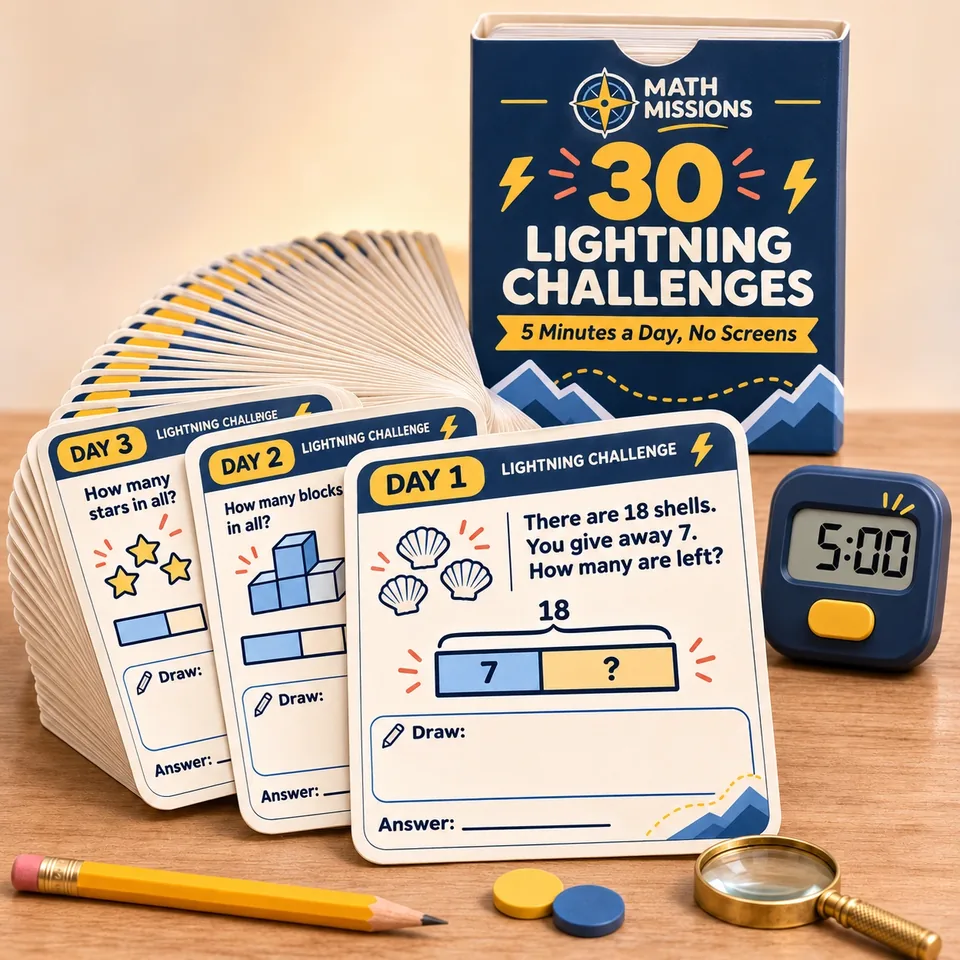 MATH
MISSIONS
30
LIGHTNING
CHALLENGES
5 Minutes a Day, No Screens
DAY 3 LIGHTNING CHALLENGE
How many
stars in all?
Draw:
Answer:
DAY 2 LIGHTNING CHALLENGE
How many blocks
in all?
Draw:
Answer:
DAY 1 LIGHTNING CHALLENGE
There are 18 shells.
You give away 7.
How many are left?
18
7 ?
Draw:
Answer:
5:00